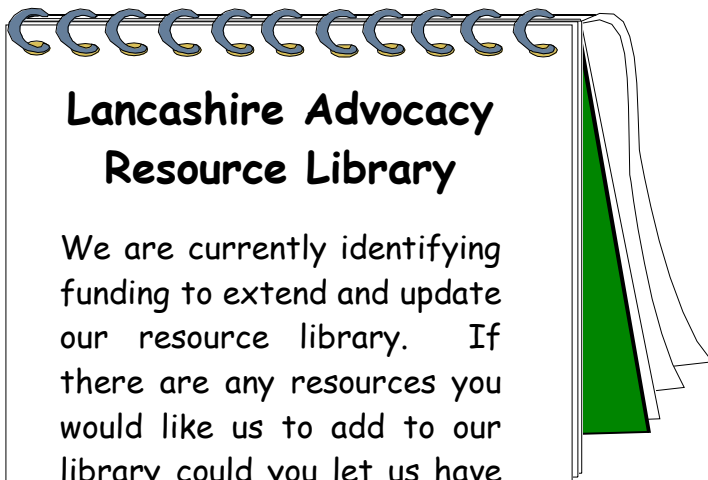 Lancashire Advocacy
Resource Library
We are currently identifying
funding to extend and update
our resource library. If
there are any resources you
would like us to add to our
library could you let us have